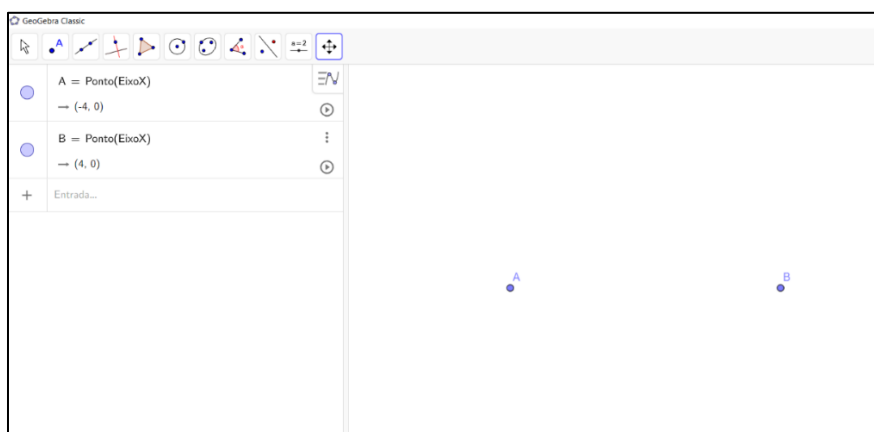 GeoGebra Classic
A
a=2
A = Ponto(EixoX)
→ (-4, 0)
B = Ponto(EixoX)
→ (4, 0)
+ Entrada...
A
B